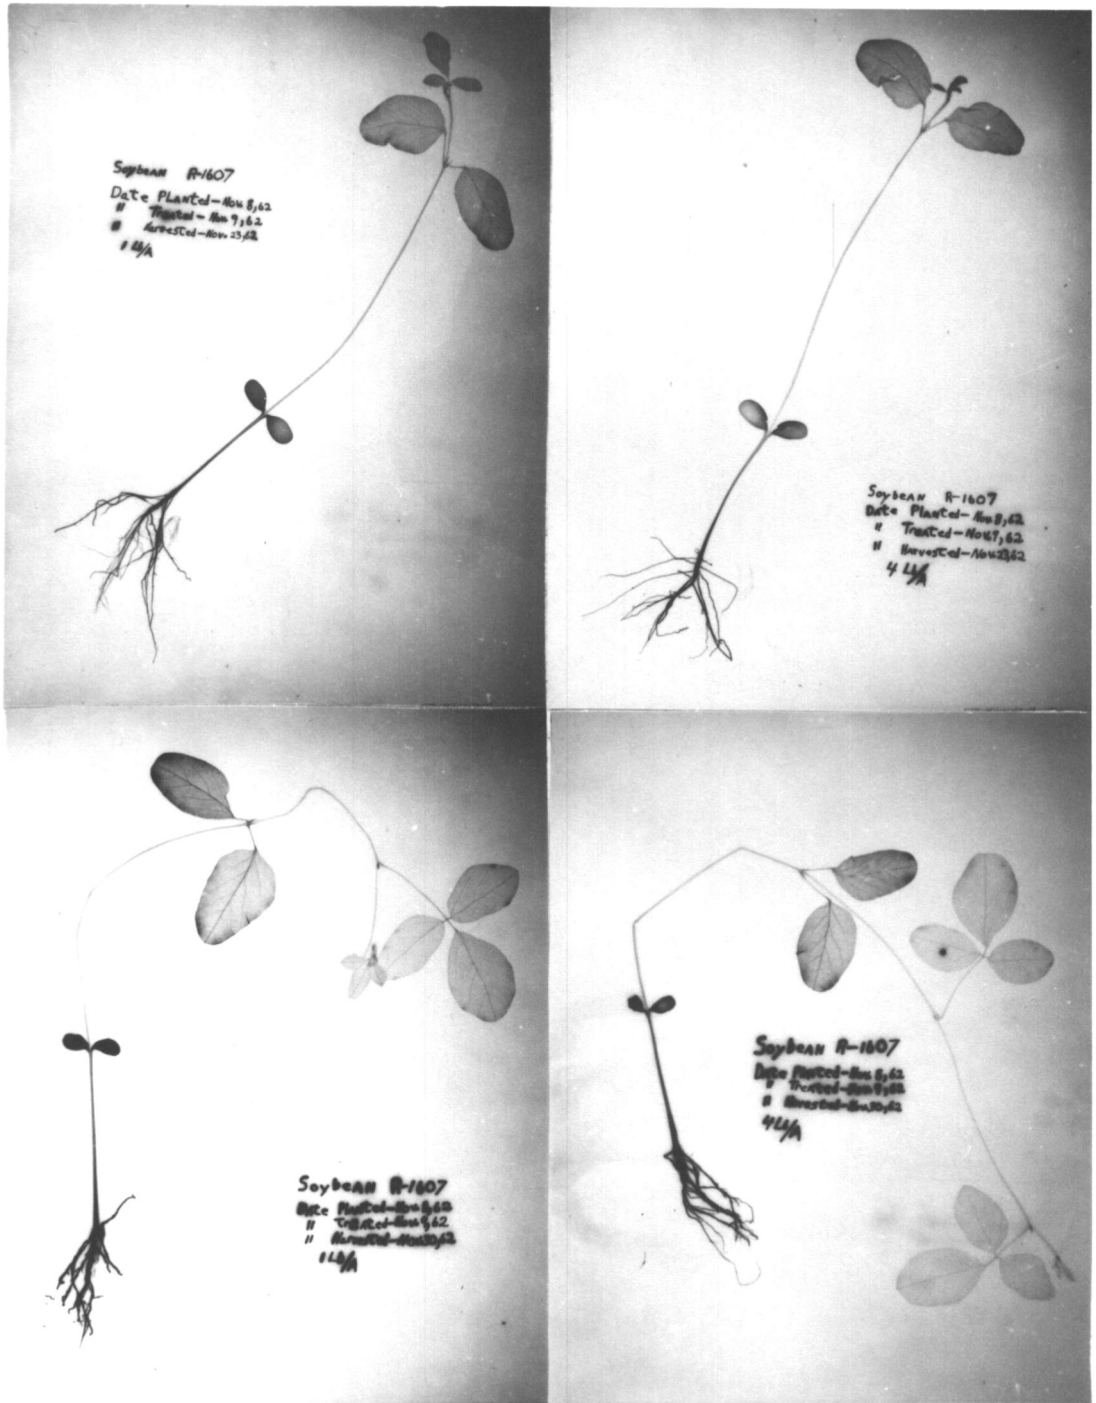 Soybean R-1607
Date Planted-Nov. 8, 62
" Treated-Nov. 9, 62
" Harvested-Nov. 23, 62
1 Lb/A
Soybean R-1607
Date Planted-Nov. 8, 62
" Treated-Nov. 9, 62
" Harvested-Nov. 23, 62
4 Lb/A
Soybean R-1607
Date Planted-Nov. 8, 62
" Treated-Nov. 9, 62
" Harvested-Nov. 30, 62
1 Lb/A
Soybean R-1607
Date Planted-Nov. 8, 62
" Treated-Nov. 9, 62
" Harvested-Nov. 30, 62
4 Lb/A